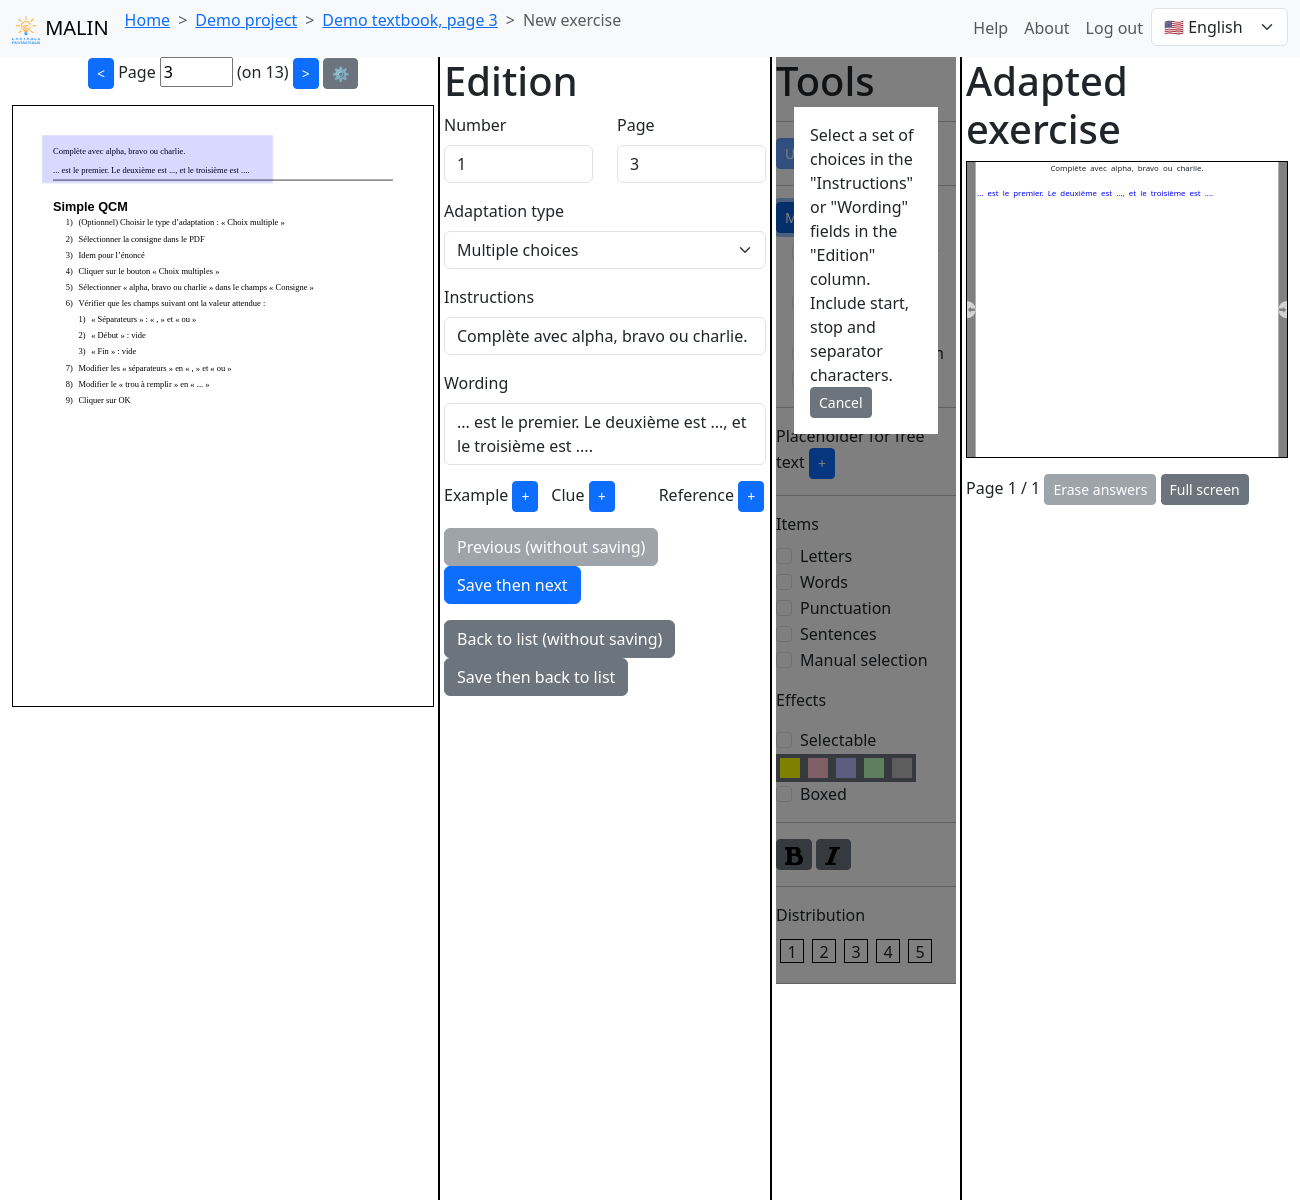 MALIN
Home > Demo project > Demo textbook, page 3 > New exercise
Help About Log out 🇺🇸 English
< Page 3 (on 13) > ⚙️
Complète avec alpha, bravo ou charlie.
... est le premier. Le deuxième est ..., et le troisième est ....
Simple QCM
1) (Optionnel) Choisir le type d'adaptation : « Choix multiple »
2) Sélectionner la consigne dans le PDF
3) Idem pour l'énoncé
4) Cliquer sur le bouton « Choix multiples »
5) Sélectionner « alpha, bravo ou charlie » dans le champs « Consigne »
6) Vérifier que les champs suivant ont la valeur attendue :
1) « Séparateurs » : « , » et « ou »
2) « Début » : vide
3) « Fin » : vide
7) Modifier les « séparateurs » en « , » et « ou »
8) Modifier le « trou à remplir » en « ... »
9) Cliquer sur OK
Edition
Number Page
1 3
Adaptation type
Multiple choices
Instructions
Complète avec alpha, bravo ou charlie.
Wording
... est le premier. Le deuxième est ..., et
le troisième est ....
Example + Clue + Reference +
Previous (without saving)
Save then next
Back to list (without saving)
Save then back to list
Tools
Select a set of
choices in the
"Instructions"
or "Wording"
fields in the
"Edition"
column.
Include start,
stop and
separator
characters.
Cancel
Placeholder for free
text +
Items
Letters
Words
Punctuation
Sentences
Manual selection
Effects
Selectable
Boxed
B I
Distribution
1 2 3 4 5
Adapted
exercise
Complète avec alpha, bravo ou charlie.
... est le premier. Le deuxième est ..., et le troisième est ....
Page 1 / 1 Erase answers Full screen